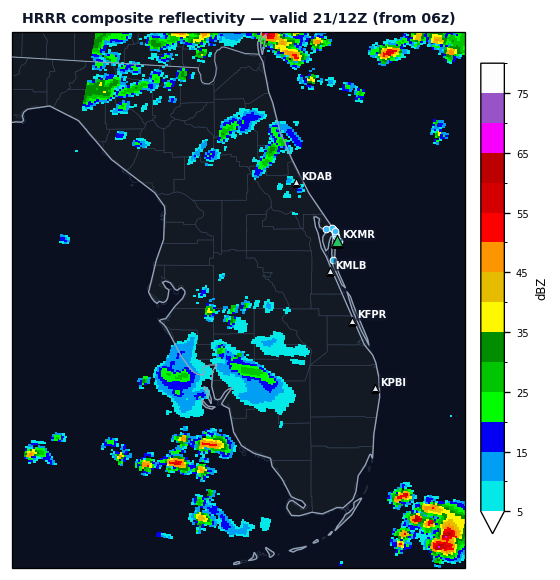 HRRR composite reflectivity — valid 21/12Z (from 06z)
KDAB
KXMR
KMLB
KFPR
KPBI
75
65
55
45
35
25
15
5
dBZ